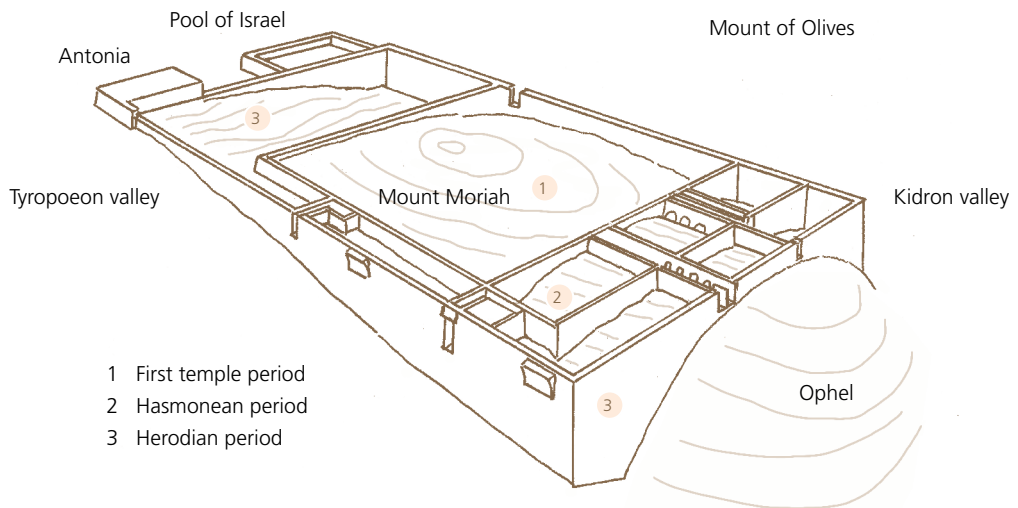 Pool of Israel
Mount of Olives
Antonia
3
Tyropoeon valley
Mount Moriah
1
Kidron valley
2
1 First temple period
2 Hasmonean period
3 Herodian period
3
Ophel